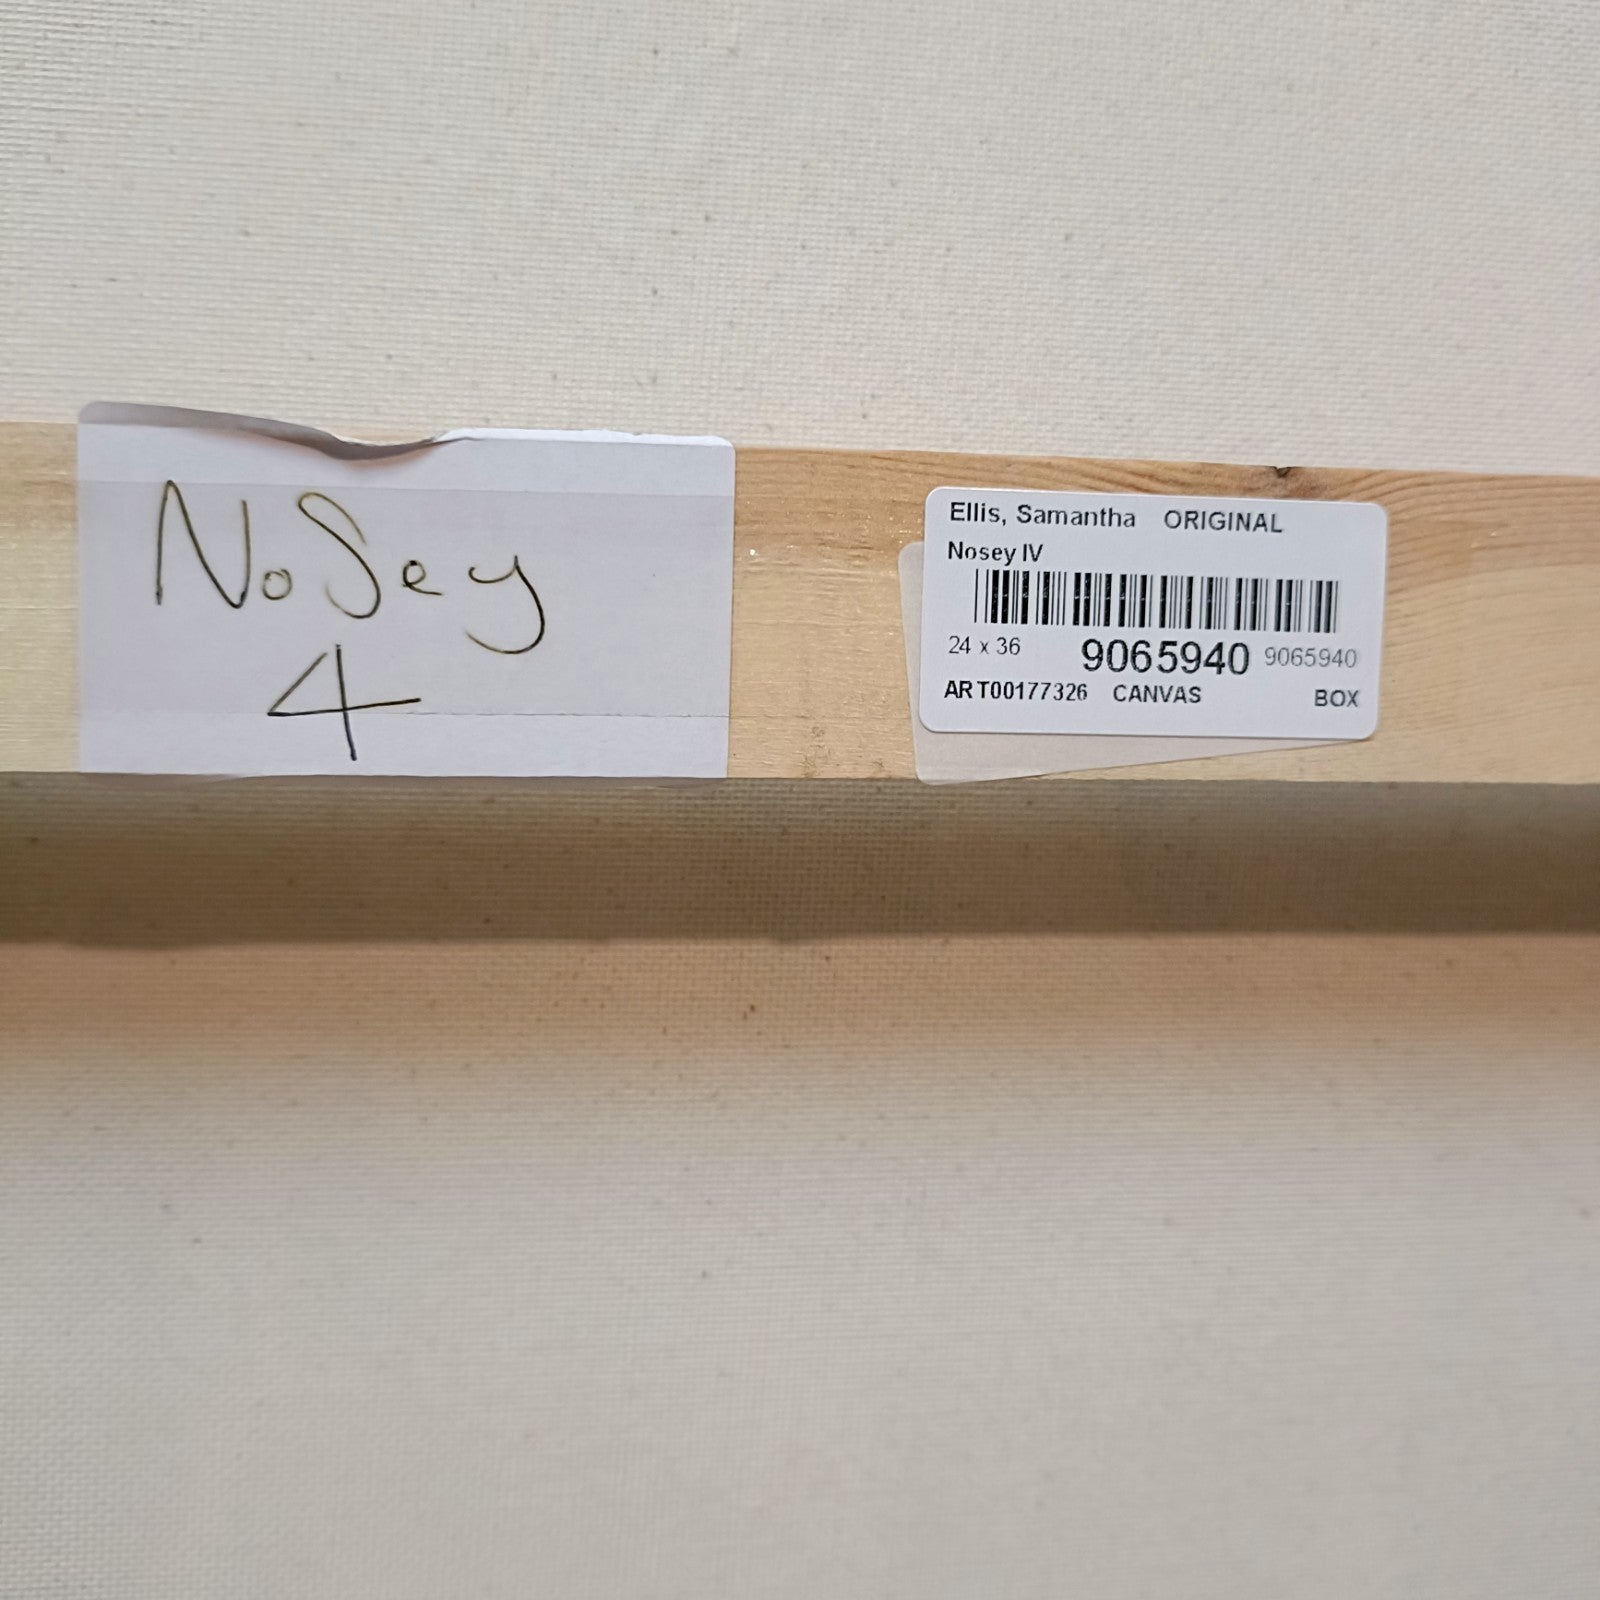 NoSey
4
Ellis, Samantha ORIGINAL
Nosey IV
24 x 36 9065940 9065940
ART00177326 CANVAS BOX